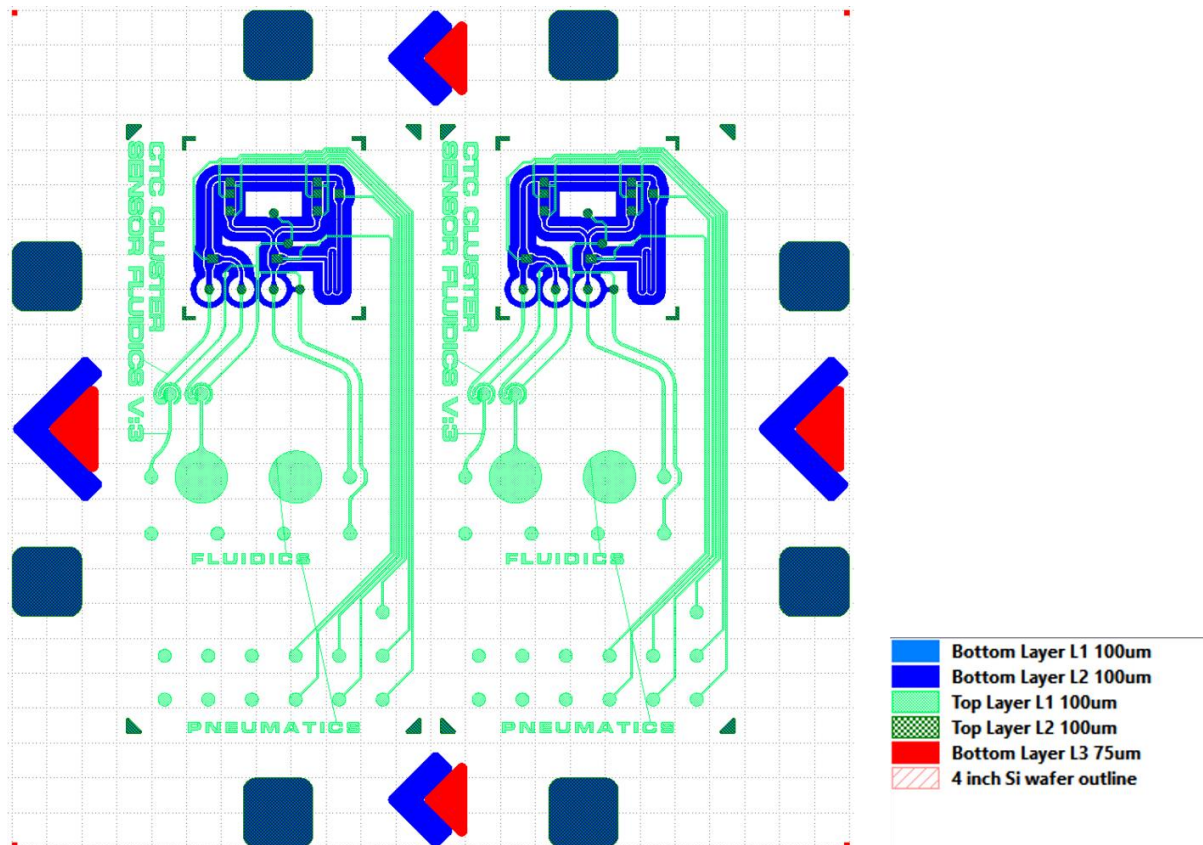 CTC CLUSTER
SENSOR FLUIDICS V:3
FLUIDICS
PNEUMATICS
CTC CLUSTER
SENSOR FLUIDICS V:3
FLUIDICS
PNEUMATICS
Bottom Layer L1 100um
Bottom Layer L2 100um
Top Layer L1 100um
Top Layer L2 100um
Bottom Layer L3 75um
4 inch Si wafer outline